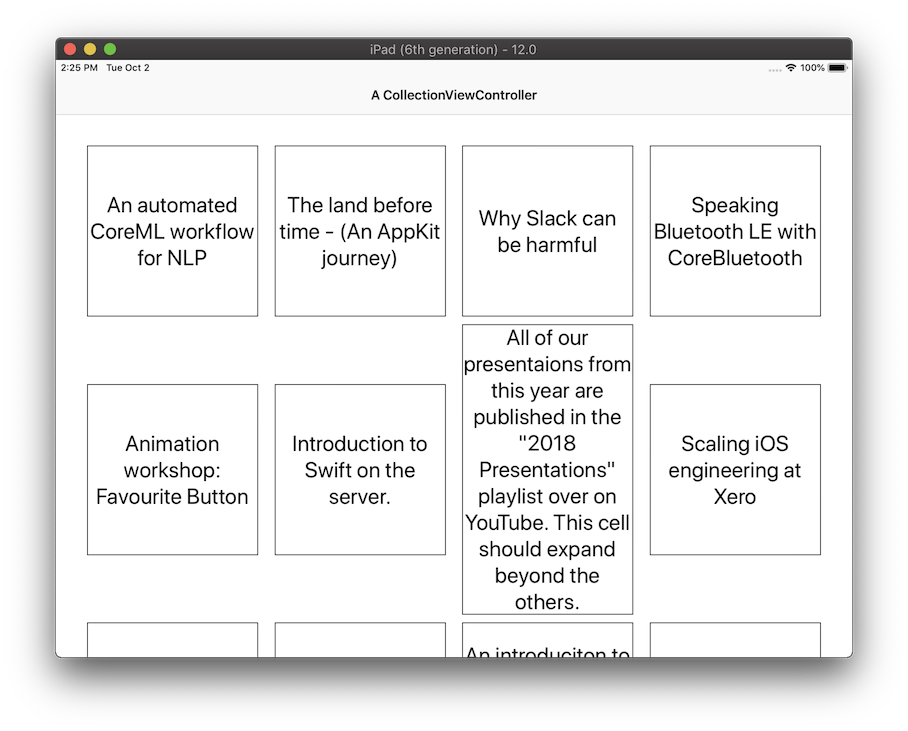 iPad (6th generation) - 12.0
2:25 PM Tue Oct 2
100%
A CollectionViewController
An automated
CoreML workflow
for NLP
The land before
time - (An AppKit
journey)
Why Slack can
be harmful
Speaking
Bluetooth LE with
CoreBluetooth
Animation
workshop:
Favourite Button
Introduction to
Swift on the
server.
All of our
presentaions from
this year are
published in the
"2018
Presentations"
playlist over on
YouTube. This cell
should expand
beyond the
others.
Scaling iOS
engineering at
Xero
An introduciton to